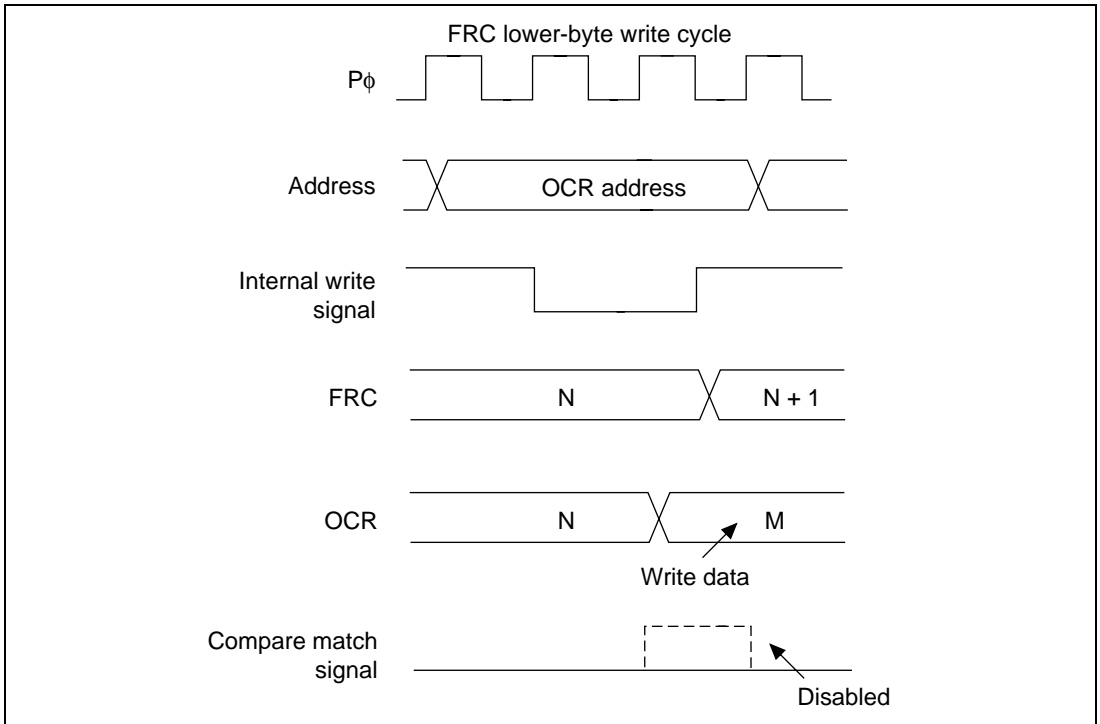 FRC lower-byte write cycle
Pϕ
Address
OCR address
Internal write
signal
FRC
N
N + 1
OCR
N
M
Write data
Compare match
signal
Disabled